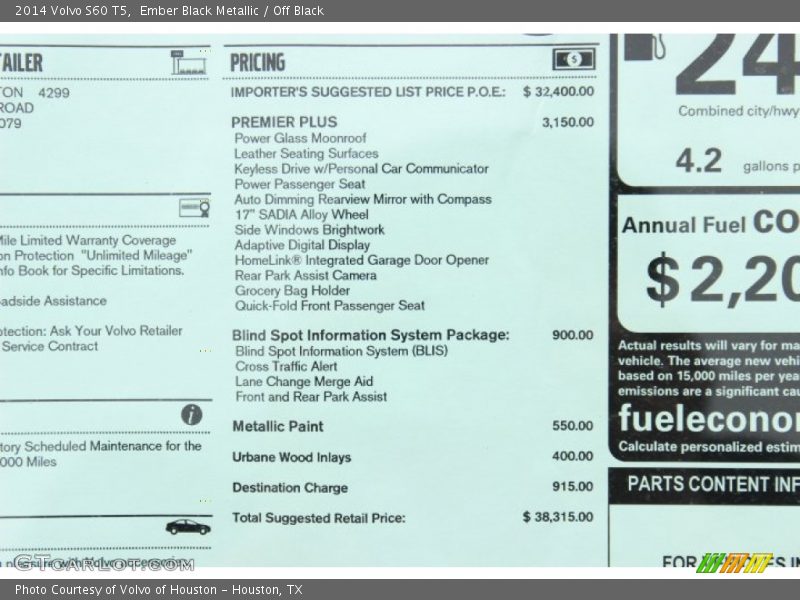 2014 Volvo S60 T5,  Ember Black Metallic / Off Black
TAILER
TON    4299
ROAD
079
Mile Limited Warranty Coverage
on Protection  "Unlimited Mileage"
nfo Book for Specific Limitations.
oadside Assistance
otection: Ask Your Volvo Retailer
Service Contract
i
tory Scheduled Maintenance for the
000 Miles
GTCARLOT.COM
PRICING
$
IMPORTER'S SUGGESTED LIST PRICE P.O.E.:    $ 32,400.00
PREMIER PLUS    3,150.00
Power Glass Moonroof
Leather Seating Surfaces
Keyless Drive w/Personal Car Communicator
Power Passenger Seat
Auto Dimming Rearview Mirror with Compass
17" SADIA Alloy Wheel
Side Windows Brightwork
Adaptive Digital Display
HomeLink® Integrated Garage Door Opener
Rear Park Assist Camera
Grocery Bag Holder
Quick-Fold Front Passenger Seat
Blind Spot Information System Package:    900.00
Blind Spot Information System (BLIS)
Cross Traffic Alert
Lane Change Merge Aid
Front and Rear Park Assist
Metallic Paint    550.00
Urbane Wood Inlays    400.00
Destination Charge    915.00
Total Suggested Retail Price:    $ 38,315.00
24
Combined city/hwy
4.2 gallons p
Annual Fuel CO
$2,20
Actual results will vary for ma
vehicle. The average new vehi
based on 15,000 miles per yea
emissions are a significant cau
fueleconor
Calculate personalized estim
PARTS CONTENT INF
FOR
Photo Courtesy of Volvo of Houston - Houston, TX